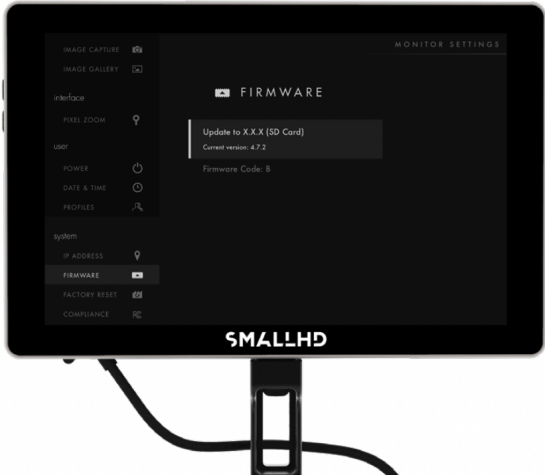 MONITOR SETTINGS
IMAGE CAPTURE
IMAGE GALLERY
interface
PIXEL ZOOM
user
POWER
DATE & TIME
PROFILES
system
IP ADDRESS
FIRMWARE
FACTORY RESET
COMPLIANCE
FIRMWARE
Update to X.X.X (SD Card)
Current version: 4.7.2
Firmware Code: B
SMALLHD